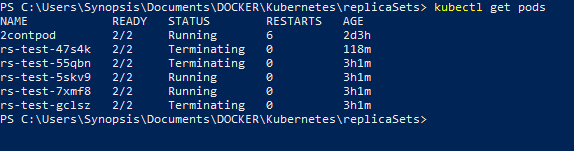 PS C:\Users\Synopsis\Documents\DOCKER\Kubernetes\replicaSets> kubectl get pods
NAME READY STATUS RESTARTS AGE
2contpod 2/2 Running 6 2d3h
rs-test-47s4k 2/2 Terminating 0 118m
rs-test-55qbn 2/2 Terminating 0 3h1m
rs-test-5skv9 2/2 Running 0 3h1m
rs-test-7xmf8 2/2 Running 0 3h1m
rs-test-gclsz 2/2 Terminating 0 3h1m
PS C:\Users\Synopsis\Documents\DOCKER\Kubernetes\replicaSets>